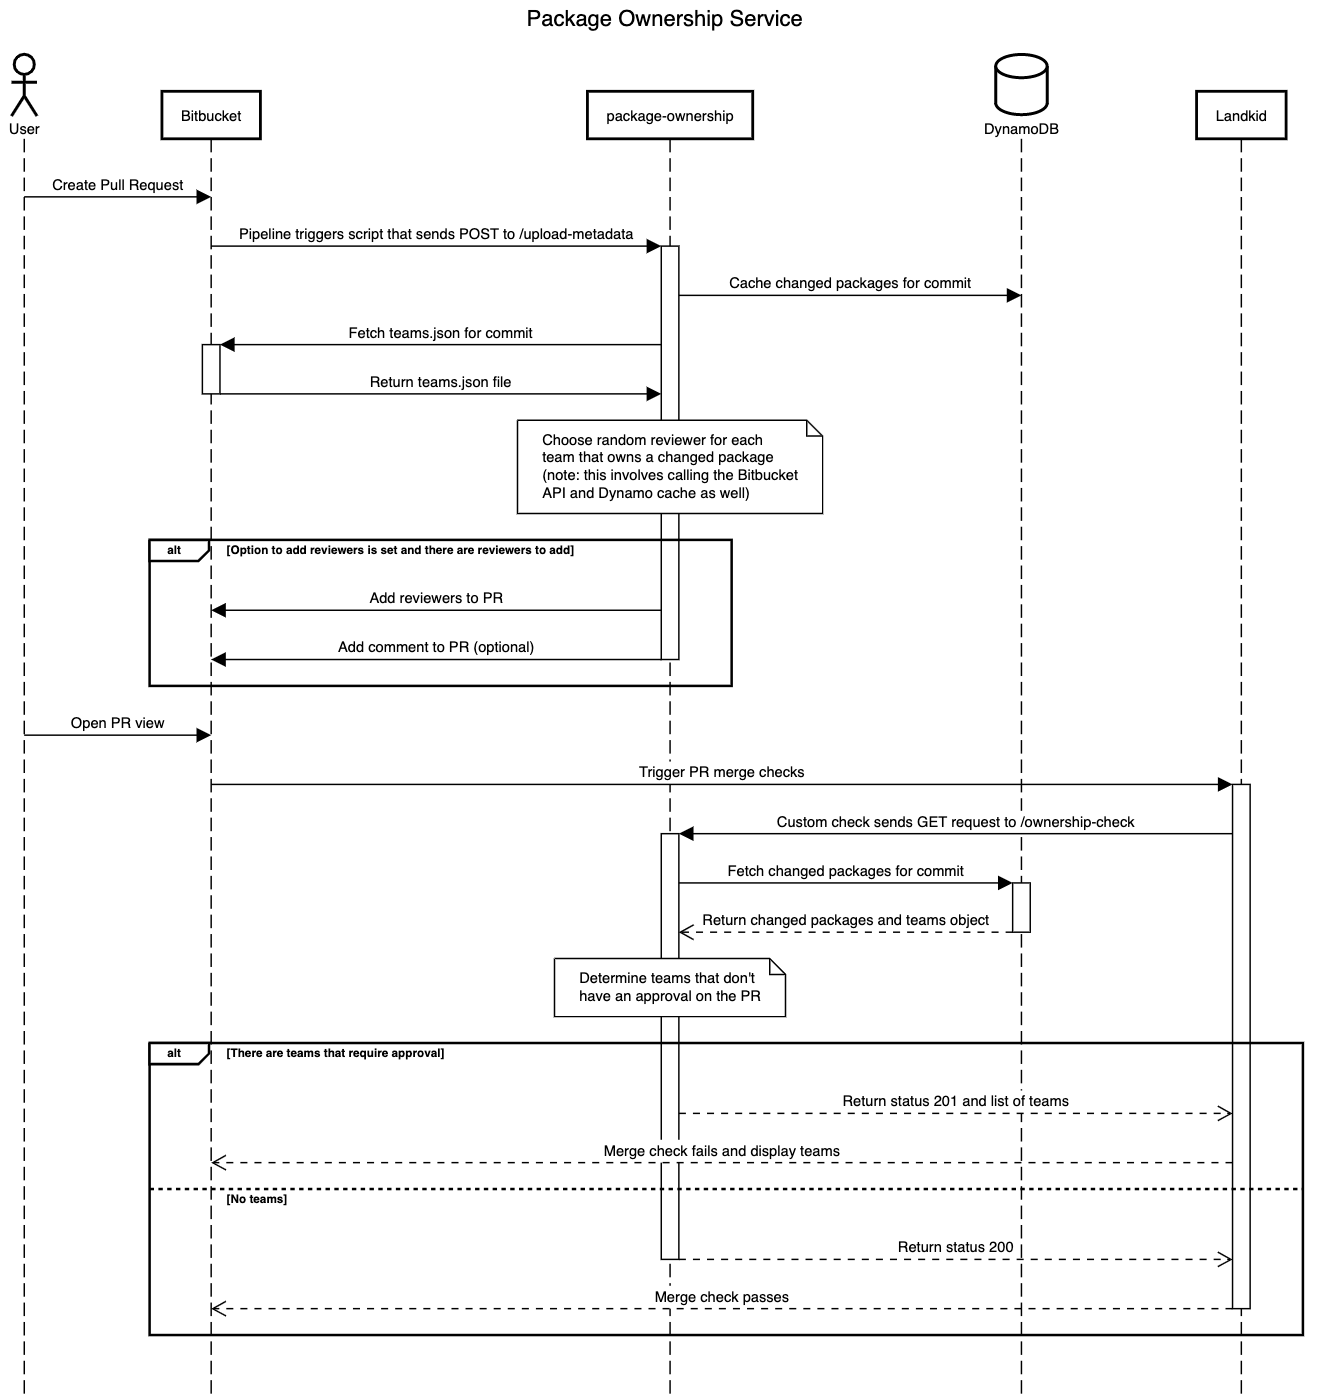 Package Ownership Service
User
Bitbucket
package-ownership
DynamoDB
Landkid
Create Pull Request
Pipeline triggers script that sends POST to /upload-metadata
Cache changed packages for commit
Fetch teams.json for commit
Return teams.json file
Choose random reviewer for each
team that owns a changed package
(note: this involves calling the Bitbucket
API and Dynamo cache as well)
alt
[Option to add reviewers is set and there are reviewers to add]
Add reviewers to PR
Add comment to PR (optional)
Open PR view
Trigger PR merge checks
Custom check sends GET request to /ownership-check
Fetch changed packages for commit
Return changed packages and teams object
Determine teams that don't
have an approval on the PR
alt
[There are teams that require approval]
Return status 201 and list of teams
Merge check fails and display teams
[No teams]
Return status 200
Merge check passes